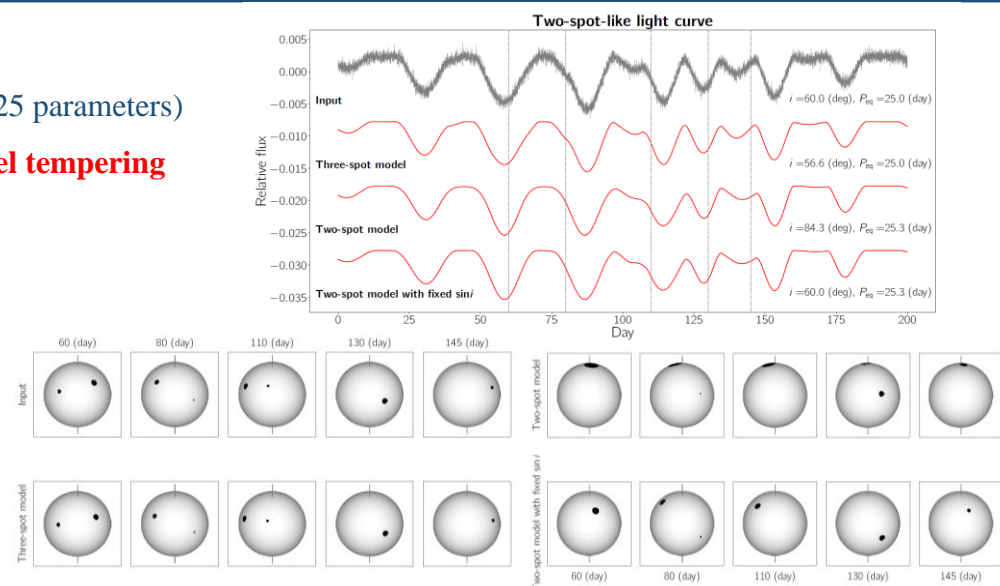 25 parameters)
el tempering
Two-spot-like light curve
Relative flux
0.005
0.000
−0.005
−0.010
−0.015
−0.020
−0.025
−0.030
−0.035
Input
i =60.0 (deg), Peq =25.0 (day)
Three-spot model
i =56.6 (deg), Peq =25.0 (day)
Two-spot model
i =84.3 (deg), Peq =25.3 (day)
Two-spot model with fixed sini
i =60.0 (deg), Peq =25.3 (day)
0 25 50 75 100 125 150 175 200
Day
60 (day) 80 (day) 110 (day) 130 (day) 145 (day)
Input
Two-spot model
Three-spot model
Two-spot model with fixed sin i
60 (day) 80 (day) 110 (day) 130 (day) 145 (day)